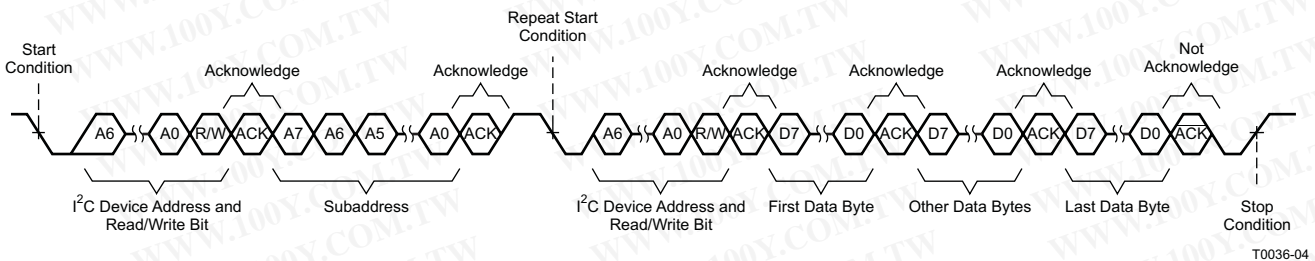 Repeat Start
Condition
Start
Condition
Not
Acknowledge
Acknowledge
Acknowledge
Acknowledge
Acknowledge
Acknowledge
A6 A0 R/W ACK A7 A6 A5 A0 ACK A6 A0 R/W ACK D7 D0 ACK D7 D0 ACK D7 D0 ACK
I²C Device Address and
Read/Write Bit
Subaddress
I²C Device Address and
Read/Write Bit
First Data Byte
Other Data Bytes
Last Data Byte
Stop
Condition
T0036-04
WWW.100Y.COM.TW